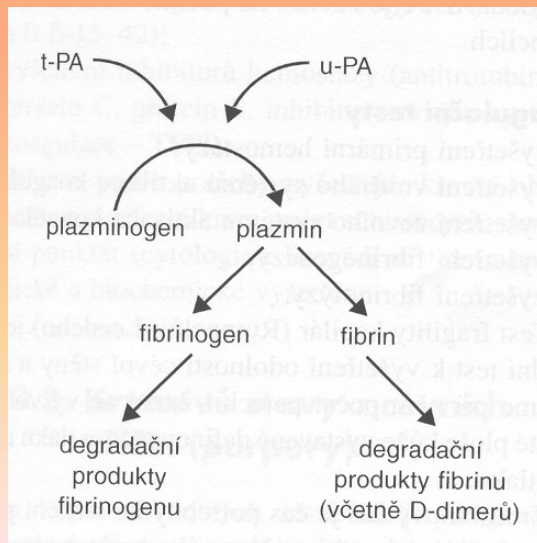 t-PA u-PA
plazminogen plazmin
fibrinogen fibrin
degradační degradační
produkty produkty fibrinu
fibrinogenu (včetně D-dimerů)